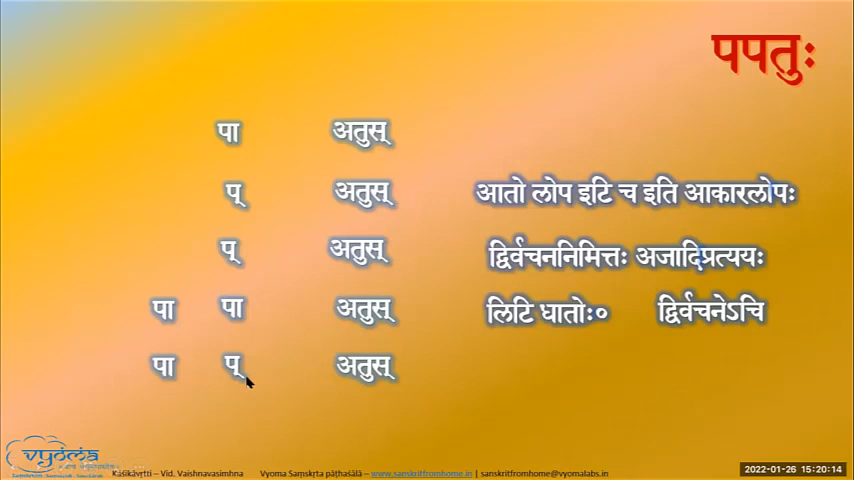 पपतुः
पा अतुस्
प् अतुस् आतो लोप इटि च इति आकारलोपः
प् अतुस् द्विर्वचननिमित्तः अजादिप्रत्ययः
पा पा अतुस् लिटि धातोः० द्विर्वचनेऽचि
पा प् अतुस्
vyoma
Kāśikāvṛtti – Vid. Vaishnavasimhna Vyoma Saṃskṛta pāṭhaśālā – www.sanskritfromhome.in | sanskritfromhome@vyomalabs.in
2022-01-26 15:20:14